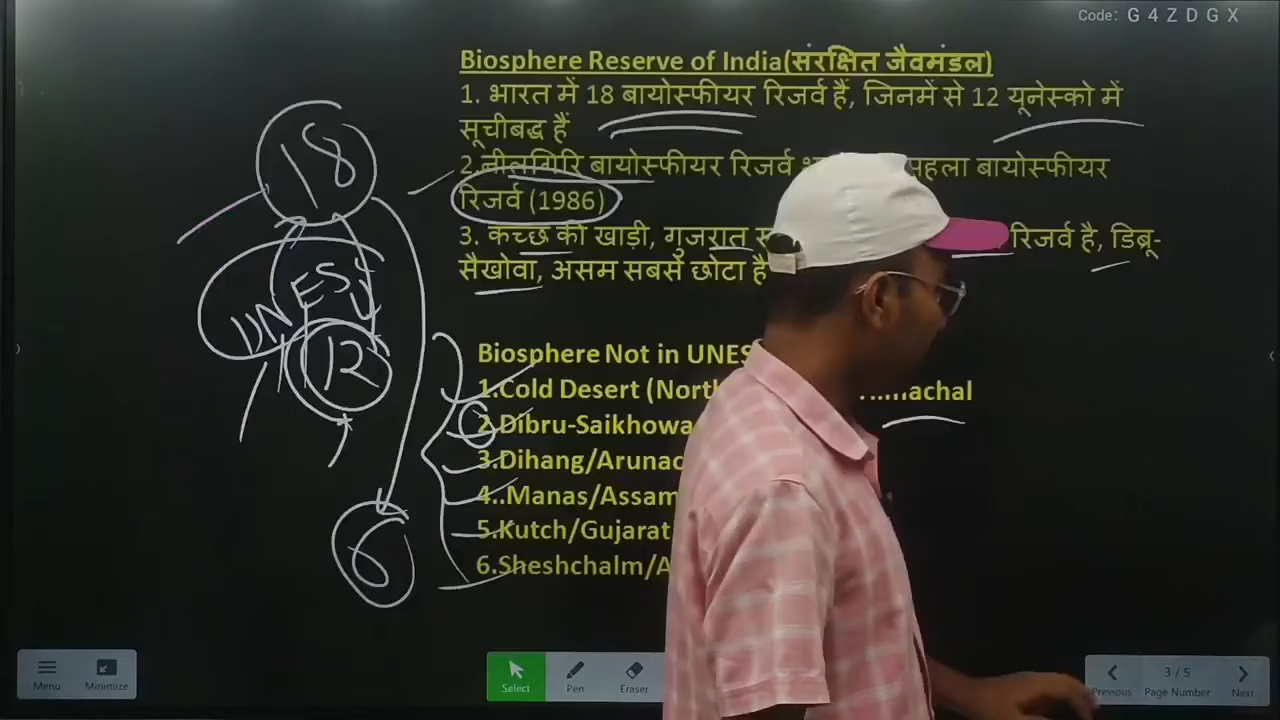 Code: G 4 Z D G X
Biosphere Reserve of India(संरक्षित जैवमंडल)
1. भारत में 18 बायोस्फीयर रिजर्व हैं, जिनमें से 12 यूनेस्को में
सूचीबद्ध हैं
2.नीलगिरि बायोस्फीयर रिजर्व पहला बायोस्फीयर
रिजर्व (1986)
3. कच्छ की खाड़ी, गुजरात रिजर्व है, डिब्रू-
सैखोवा, असम सबसे छोटा है
18
UNESCO
12
6
6
Biosphere Not in
1.Cold Desert
2.Dibru-Saikhowa
3.Dihang/
4..Manas/Assam
5.Kutch/Gujarat
6.Sheshchalm/
Menu
Minimize
Select
Pen
Eraser
Previous
3 / 5
Page Number
Next